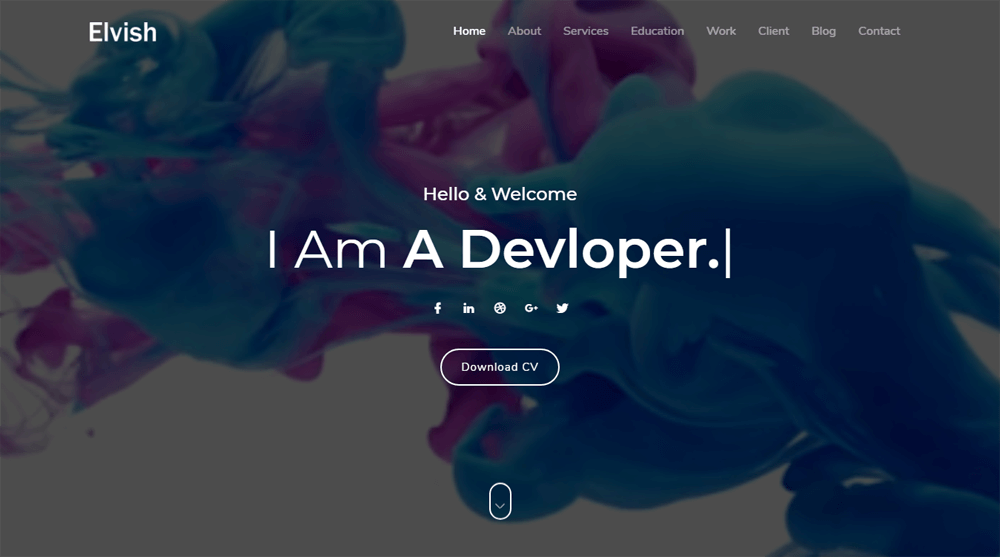 Elvish
Home About Services Education Work Client Blog Contact
Hello & Welcome
I Am A Devloper.|
G+
Download CV